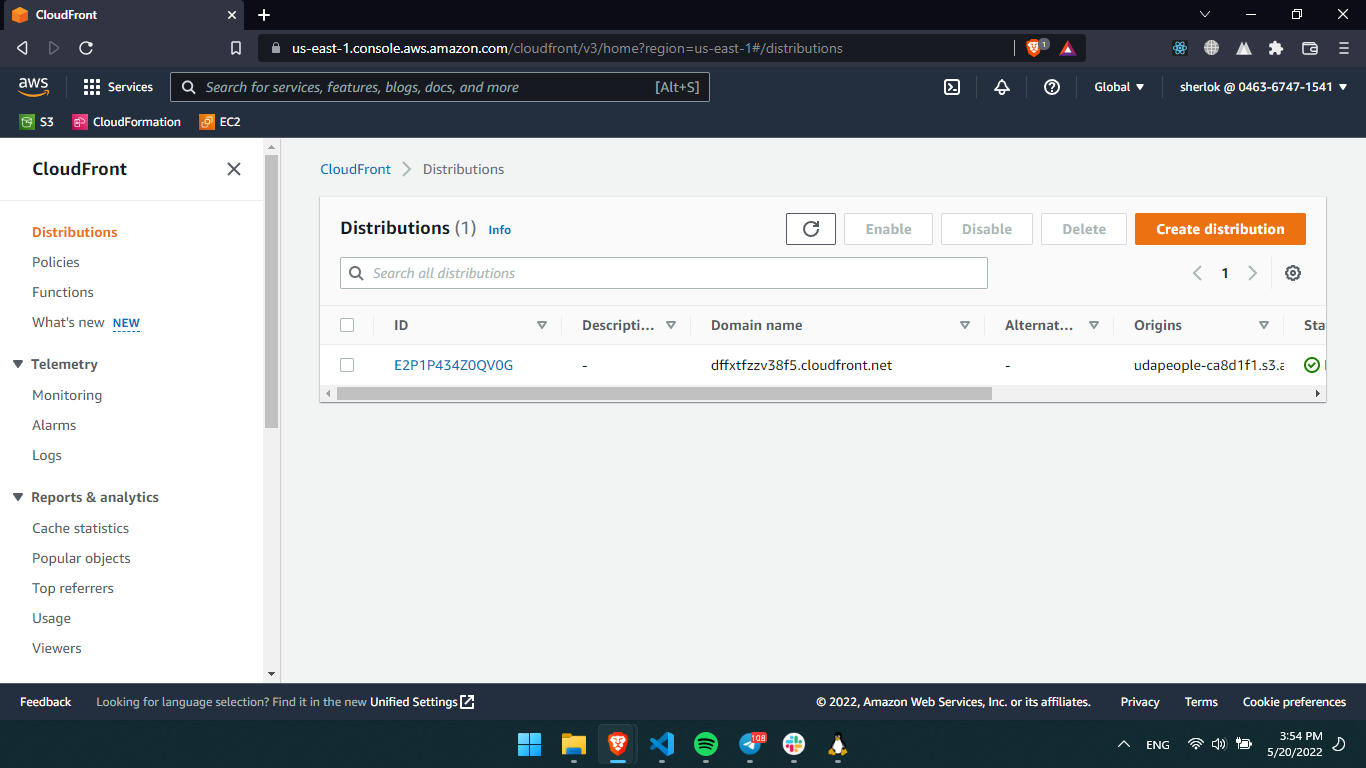 CloudFront
us-east-1.console.aws.amazon.com/cloudfront/v3/home?region=us-east-1#/distributions
1
aws
Services
Search for services, features, blogs, docs, and more
[Alt+S]
Global
sherlok @ 0463-6747-1541
S3
CloudFormation
EC2
CloudFront
Distributions
Policies
Functions
What's new NEW
Telemetry
Monitoring
Alarms
Logs
Reports & analytics
Cache statistics
Popular objects
Top referrers
Usage
Viewers
CloudFront
Distributions
Distributions (1) Info
Enable
Disable
Delete
Create distribution
Search all distributions
1
ID
Descripti...
Domain name
Alternat...
Origins
E2P1P434Z0QV0G
-
dffxtfzzv38f5.cloudfront.net
-
udapeople-ca8d1f1.s3.a
Feedback
Looking for language selection? Find it in the new Unified Settings
© 2022, Amazon Web Services, Inc. or its affiliates.
Privacy
Terms
Cookie preferences
108
ENG
3:54 PM
5/20/2022